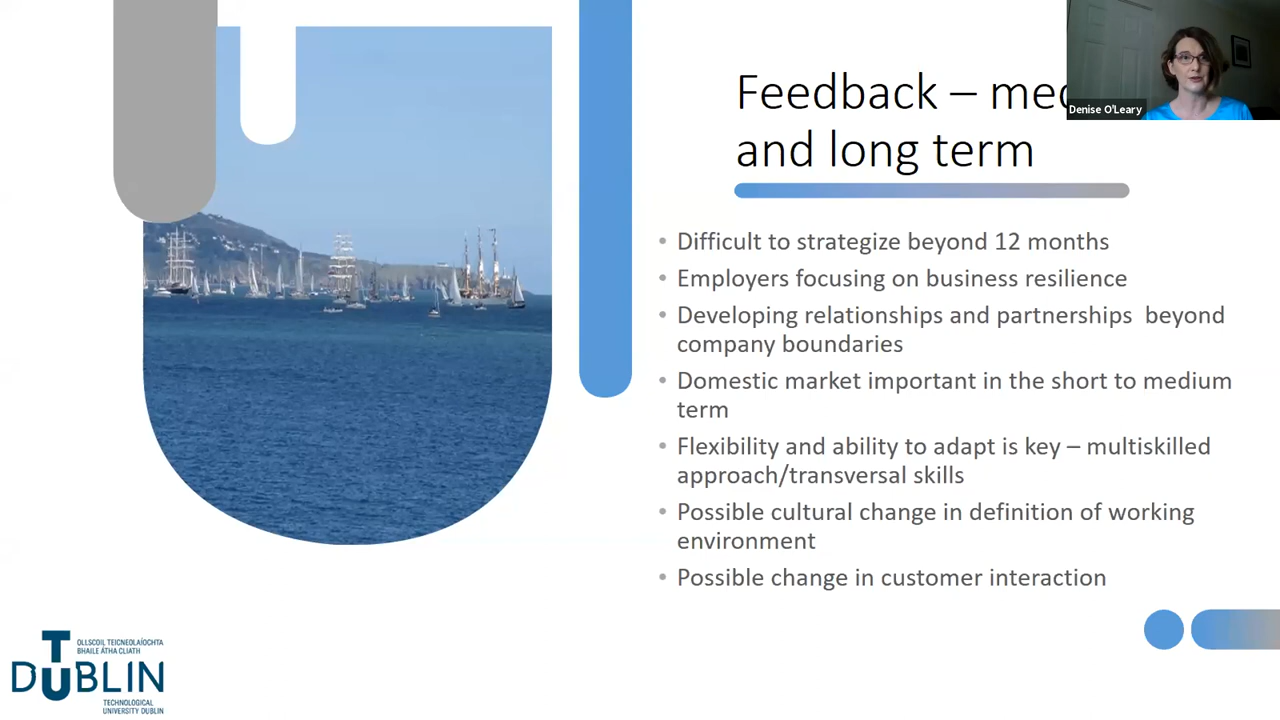 Feedback – med
and long term
Denise O'Leary
• Difficult to strategize beyond 12 months
• Employers focusing on business resilience
• Developing relationships and partnerships  beyond
company boundaries
• Domestic market important in the short to medium
term
• Flexibility and ability to adapt is key – multiskilled
approach/transversal skills
• Possible cultural change in definition of working
environment
• Possible change in customer interaction
OLLSCOIL TEICNEOLAÍOCHTA
BHAILE ÁTHA CLIATH
TU DUBLIN
TECHNOLOGICAL
UNIVERSITY DUBLIN